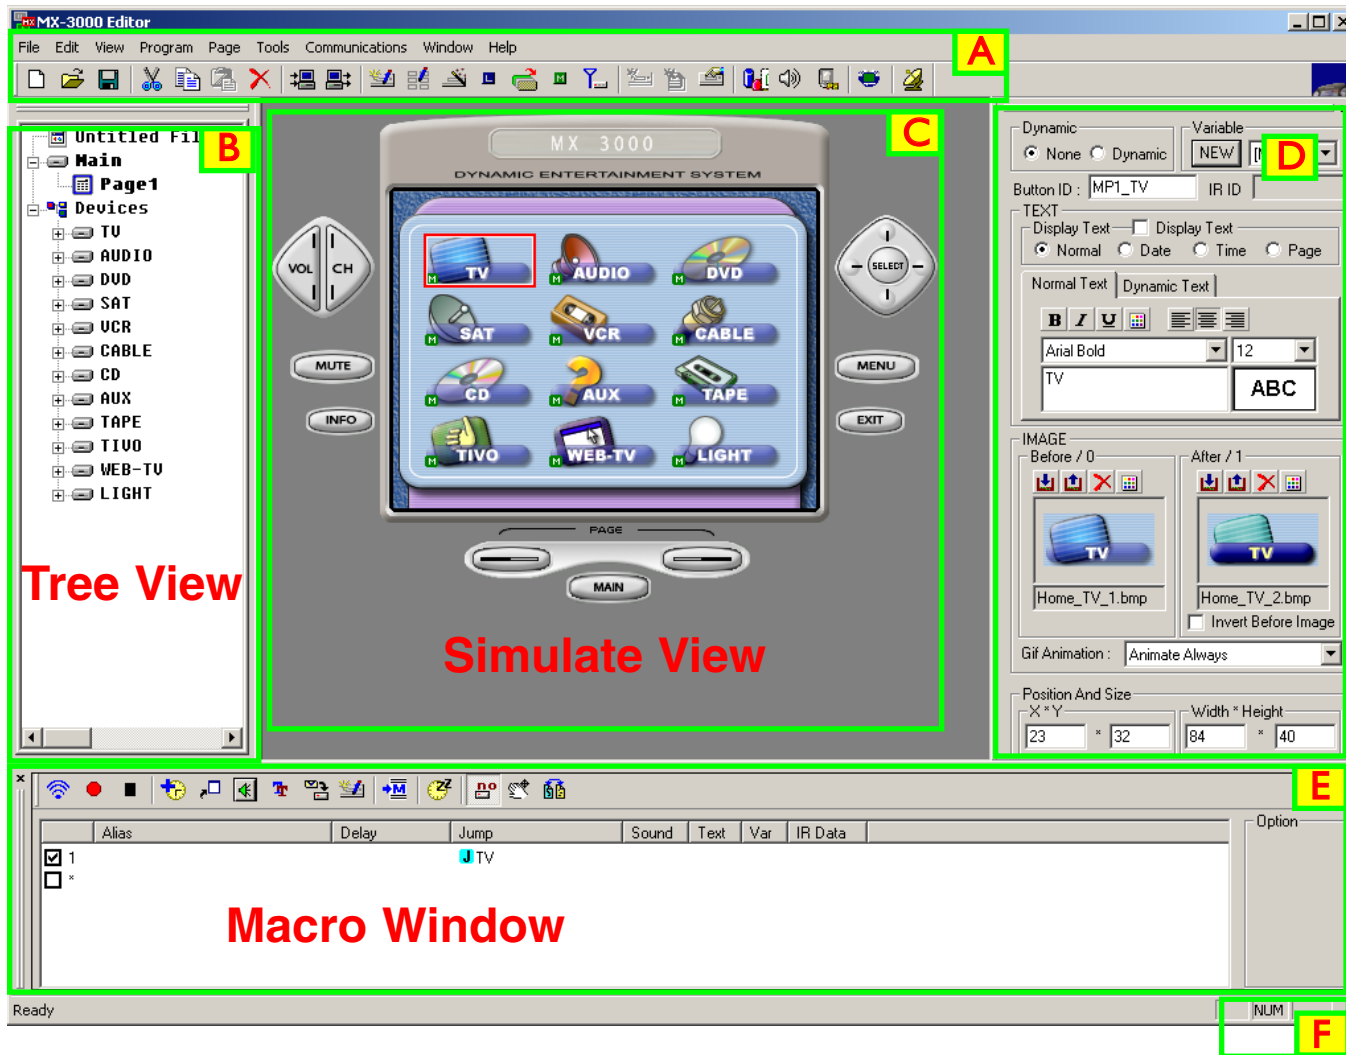 MX-3000 Editor
File Edit View Program Page Tools Communications Window Help
A
B
Untitled Fil
Main
Page1
Devices
TV
AUDIO
DVD
SAT
VCR
CABLE
CD
AUX
TAPE
TIVO
WEB-TV
LIGHT
Tree View
C
MX 3000
DYNAMIC ENTERTAINMENT SYSTEM
VOL CH
SELECT
MUTE
MENU
INFO
EXIT
TV AUDIO DVD
M M M
SAT VCR CABLE
M M M
CD AUX TAPE
M M M
TIVO WEB-TV LIGHT
M M M
PAGE
MAIN
Simulate View
D
Dynamic
None Dynamic
Variable
NEW
Button ID : MP1_TV IR ID
TEXT
Display Text Display Text
Normal Date Time Page
Normal Text Dynamic Text
B I U
Arial Bold 12
TV
ABC
IMAGE
Before / 0 After / 1
TV TV
Home_TV_1.bmp Home_TV_2.bmp
Invert Before Image
Gif Animation : Animate Always
Position And Size
X * Y Width * Height
23 * 32 84 * 40
E
Alias Delay Jump Sound Text Var IR Data
Option
1 J TV
*
Macro Window
Ready
NUM
F